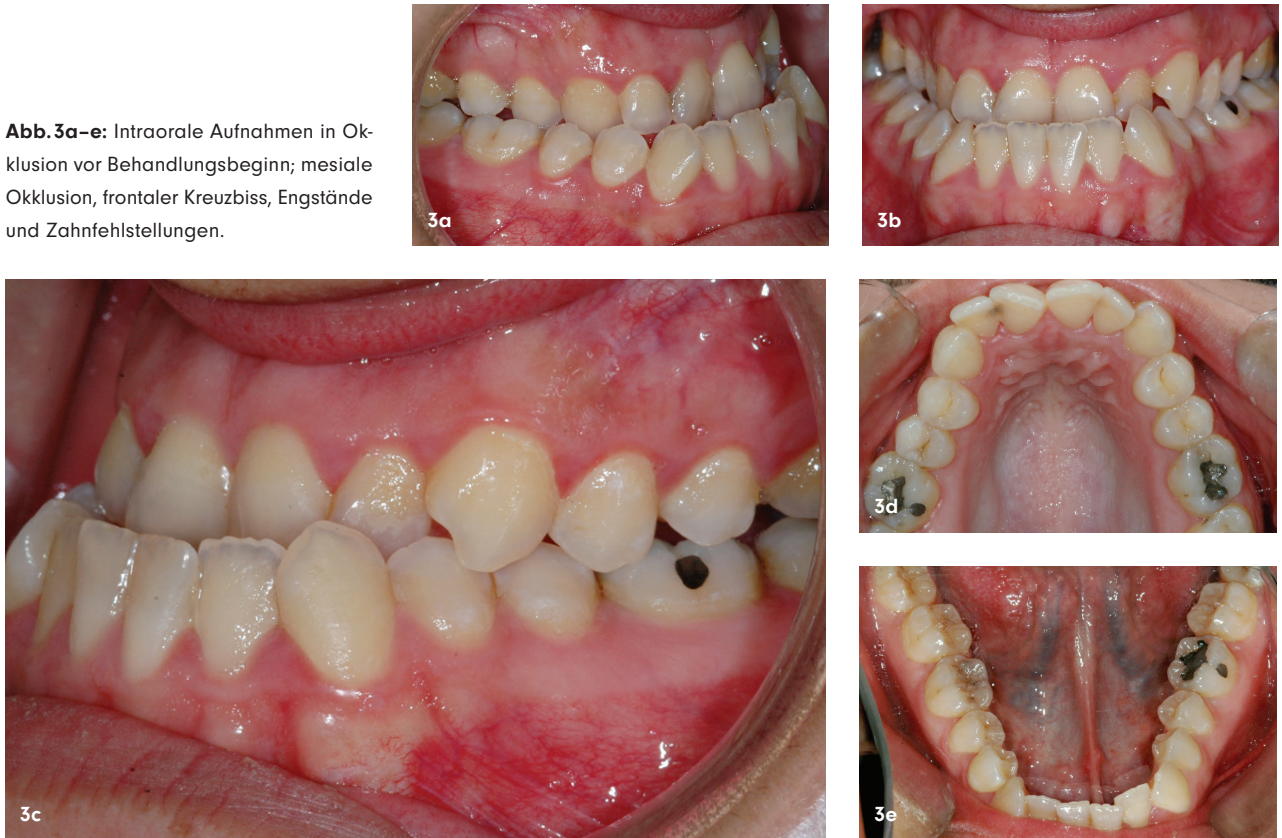 Abb. 3a–e: Intraorale Aufnahmen in Ok-
klusion vor Behandlungsbeginn; mesiale
Okklusion, frontaler Kreuzbiss, Engstände
und Zahnfehlstellungen.
3a
3b
3c
3d
3e